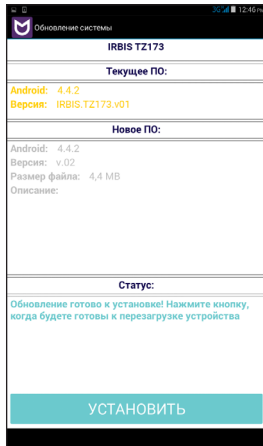 3G 12:46 PM
Обновление системы
IRBIS TZ173
Текущее ПО:
Android: 4.4.2
Версия: IRBIS.TZ173.v01
Новое ПО:
Android: 4.4.2
Версия: v.02
Размер файла: 4,4 MB
Описание:
Статус:
Обновление готово к установке! Нажмите кнопку,
когда будете готовы к перезагрузке устройства
УСТАНОВИТЬ